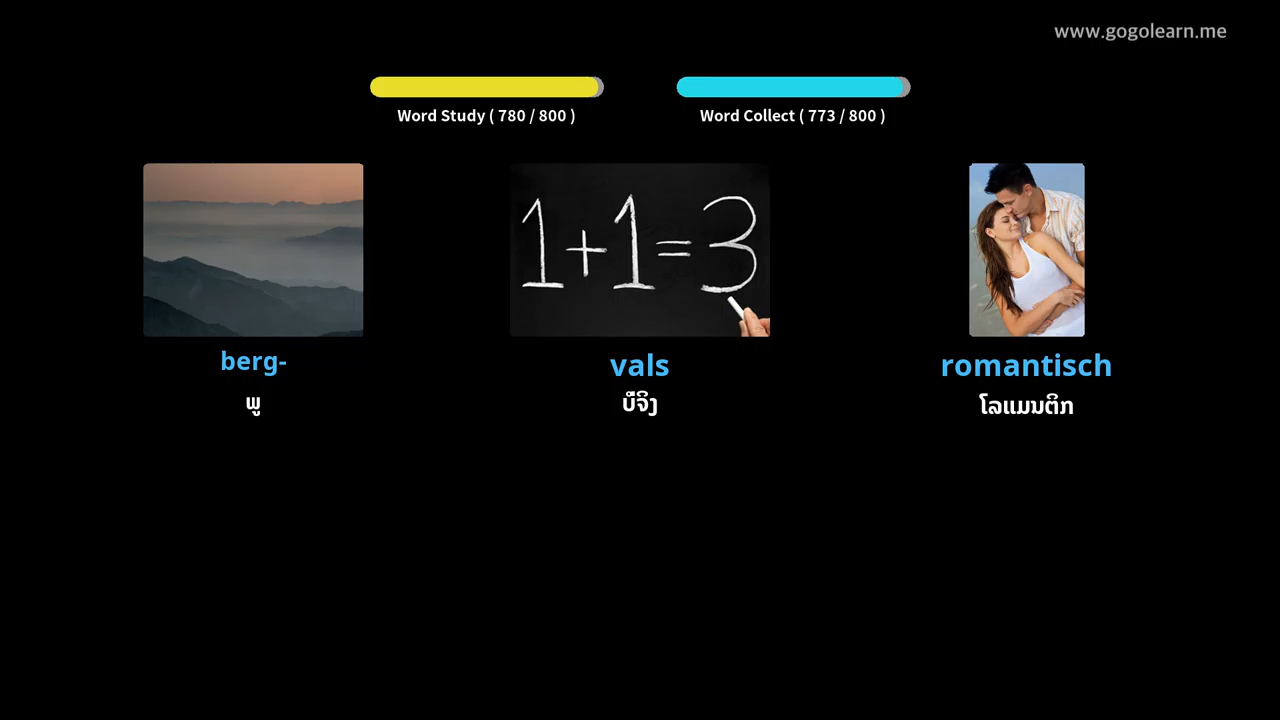 www.gogolearn.me
Word Study ( 780 / 800 )
Word Collect ( 773 / 800 )
1+1=3
berg-
vals
romantisch
ພູ
ບໍ່ຈິງ
ໂລແມນຕິກ